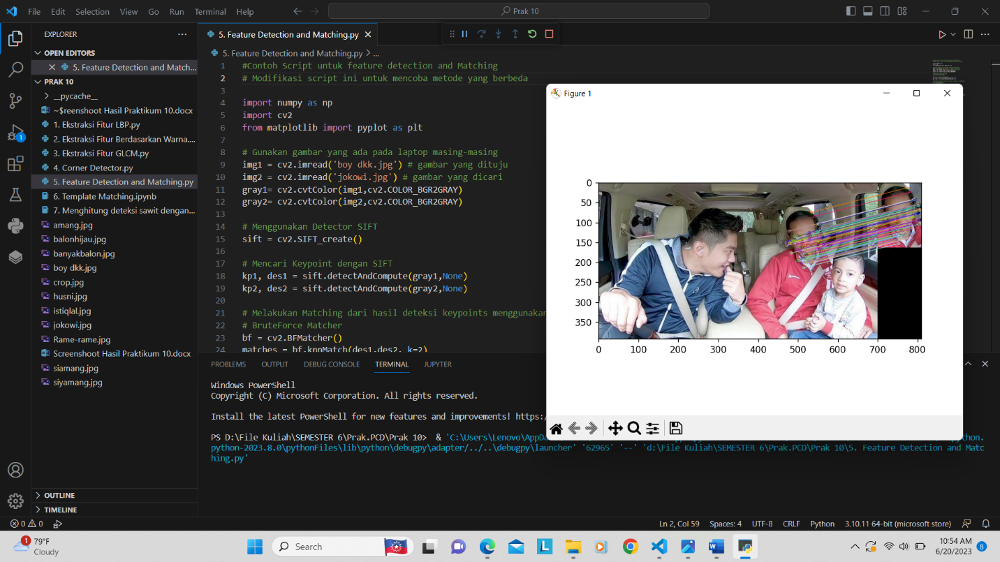 File Edit Selection View Go Run Terminal Help
Prak 10
EXPLORER
OPEN EDITORS
5. Feature Detection and Match...
PRAK 10
__pycache__
~$reenshoot Hasil Praktikum 10.docx
1. Ekstraksi Fitur LBP.py
2. Ekstraksi Fitur Berdasarkan Warna....
3. Ekstraksi Fitur GLCM.py
4. Corner Detector.py
5. Feature Detection and Matching.py
6. Template Matching.ipynb
7. Menghitung deteksi sawit dengan...
amang.jpg
balonhijau.jpg
banyakbalon.jpg
boy dkk.jpg
crop.jpg
husni.jpg
istiqlal.jpg
jokowi.jpg
Rame-rame.jpg
Screenshoot Hasil Praktikum 10.docx
siamang.jpg
siyamang.jpg
OUTLINE
TIMELINE
5. Feature Detection and Matching.py
5. Feature Detection and Matching.py > ...
1 #Contoh Script untuk feature detection and Matching
2 # Modifikasi script ini untuk mencoba metode yang berbeda
3
4 import numpy as np
5 import cv2
6 from matplotlib import pyplot as plt
7
8 # Gunakan gambar yang ada pada laptop masing-masing
9 img1 = cv2.imread('boy dkk.jpg') # gambar yang dituju
10 img2 = cv2.imread('jokowi.jpg') # gambar yang dicari
11 gray1= cv2.cvtColor(img1,cv2.COLOR_BGR2GRAY)
12 gray2= cv2.cvtColor(img2,cv2.COLOR_BGR2GRAY)
13
14 # Menggunakan Detector SIFT
15 sift = cv2.SIFT_create()
16
17 # Mencari Keypoint dengan SIFT
18 kp1, des1 = sift.detectAndCompute(gray1,None)
19 kp2, des2 = sift.detectAndCompute(gray2,None)
20
21 # Melakukan Matching dari hasil deteksi keypoints menggunakan
22 # BruteForce Matcher
23 bf = cv2.BFMatcher()
24 matches = bf.knnMatch(des1,des2, k=2)
Figure 1
0
50
100
150
200
250
300
350
0 100 200 300 400 500 600 700 800
PROBLEMS OUTPUT DEBUG CONSOLE TERMINAL JUPYTER
Windows PowerShell
Copyright (C) Microsoft Corporation. All rights reserved.
Install the latest PowerShell for new features and improvements! https:/
PS D:\File Kuliah\SEMESTER 6\Prak.PCD\Prak 10> & 'C:\Users\Lenovo\AppDa
python-2023.8.0\pythonFiles\lib\python\debugpy\adapter/../..\debugpy\launcher' '62965' '--' 'd:\File Kuliah\SEMESTER 6\Prak.PCD\Prak 10\5. Feature Detection and Matc
hing.py'
1
0 0
Ln 2, Col 59 Spaces: 4 UTF-8 CRLF Python 3.10.11 64-bit (microsoft store)
1
79°F
Cloudy
Search
10:54 AM
6/20/2023
8